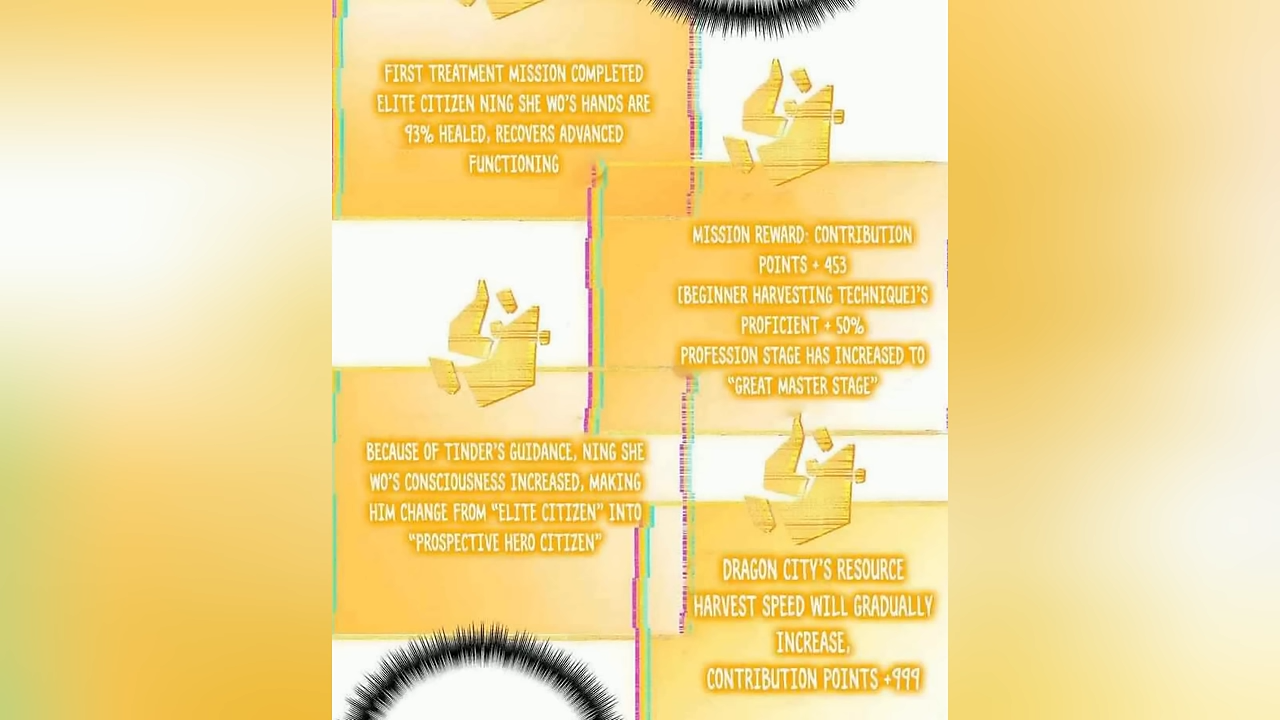 FIRST TREATMENT MISSION COMPLETED
ELITE CITIZEN NING SHE WO'S HANDS ARE
93% HEALED, RECOVERS ADVANCED
FUNCTIONING
MISSION REWARD: CONTRIBUTION
POINTS + 453
[BEGINNER HARVESTING TECHNIQUE]'S
PROFICIENT + 50%
PROFESSION STAGE HAS INCREASED TO
"GREAT MASTER STAGE"
BECAUSE OF TINDER'S GUIDANCE, NING SHE
WO'S CONSCIOUSNESS INCREASED, MAKING
HIM CHANGE FROM "ELITE CITIZEN" INTO
"PROSPECTIVE HERO CITIZEN"
DRAGON CITY'S RESOURCE
HARVEST SPEED WILL GRADUALLY
INCREASE,
CONTRIBUTION POINTS +999